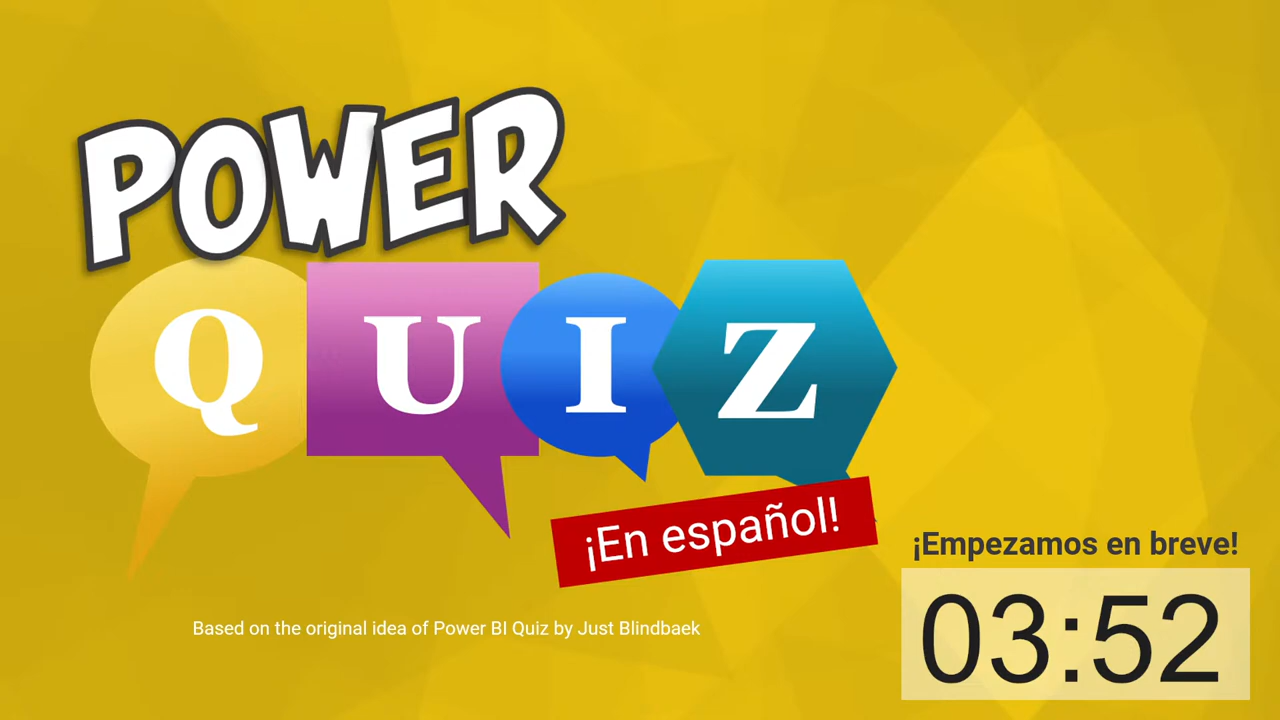 POWER
QUIZ
¡En español!
¡Empezamos en breve!
03:52
Based on the original idea of Power BI Quiz by Just Blindbaek